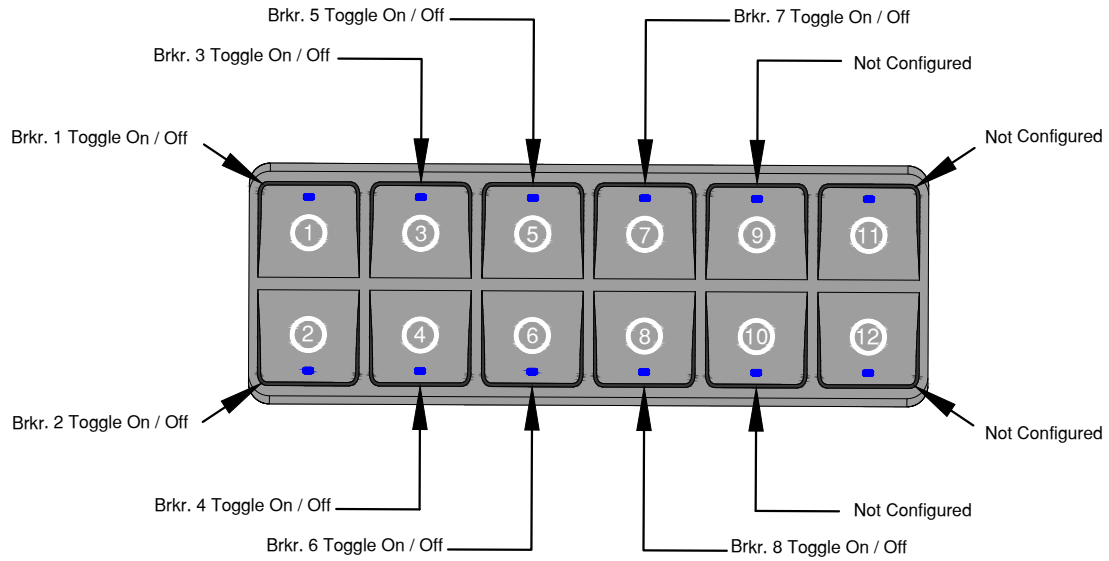 Brkr. 5 Toggle On / Off
Brkr. 7 Toggle On / Off
Brkr. 3 Toggle On / Off
Not Configured
Brkr. 1 Toggle On / Off
Not Configured
1
3
5
7
9
11
2
4
6
8
10
12
Brkr. 2 Toggle On / Off
Not Configured
Brkr. 4 Toggle On / Off
Not Configured
Brkr. 6 Toggle On / Off
Brkr. 8 Toggle On / Off